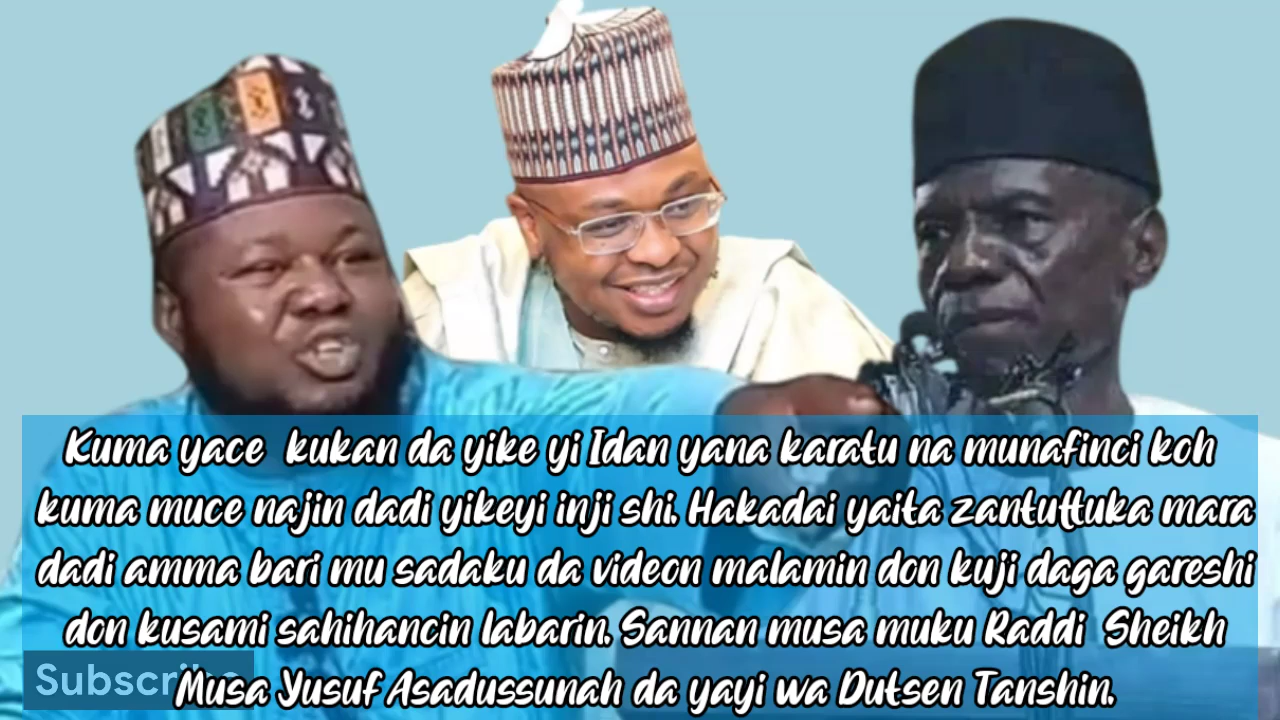 Kuma yace kukan da yike yi Idan yana karatu na munafinci koh
kuma muce najin dadi yikeyi inji shi. Hakadai yaita zantuttuka mara
dadi amma bari mu sadaku da videon malamin don kuji daga gareshi
don kusami sahihancin labarin. Sannan musa muku Raddi Sheikh
Musa Yusuf Asadussunah da yayi wa Dutsen Tanshin.
Subscribe